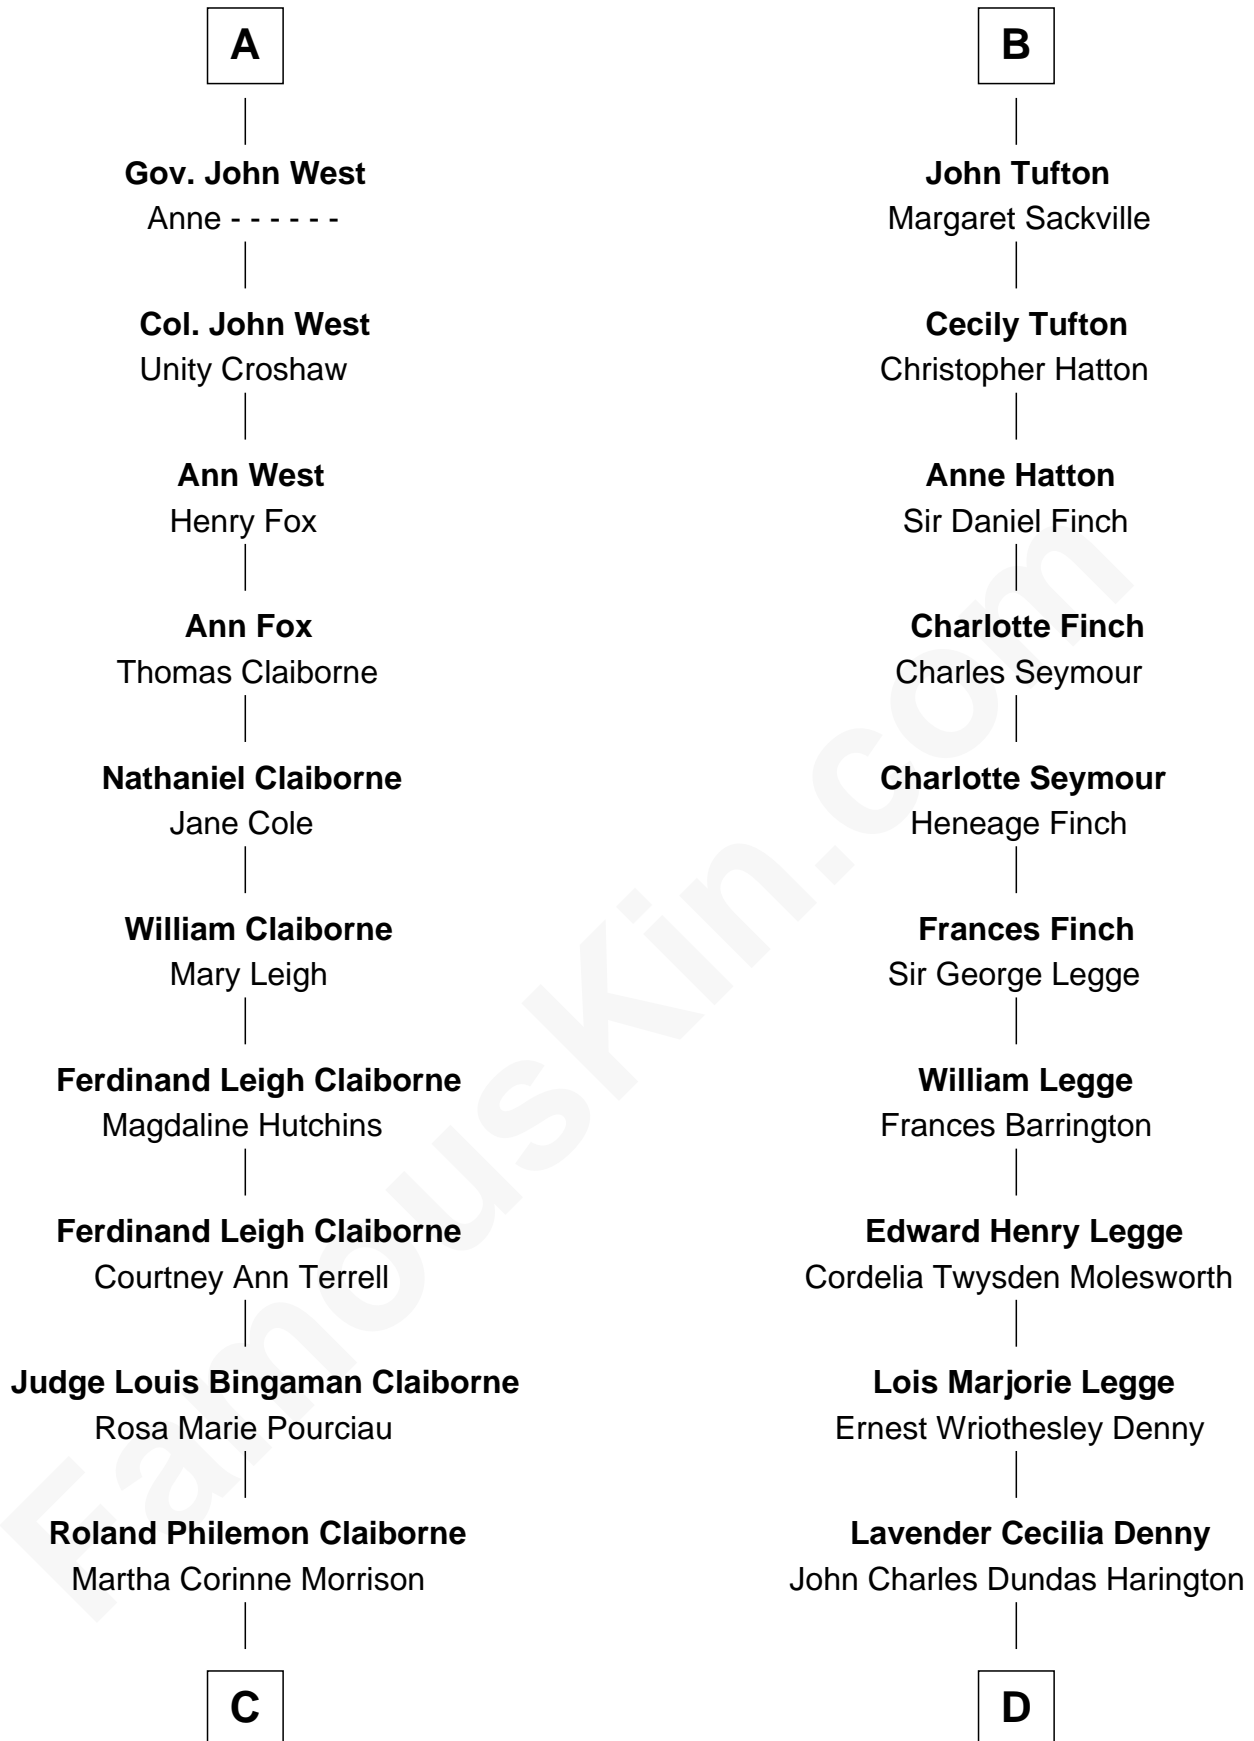 A
Gov. John West
Anne - - - - - -
Col. John West
Unity Croshaw
Ann West
Henry Fox
Ann Fox
Thomas Claiborne
Nathaniel Claiborne
Jane Cole
William Claiborne
Mary Leigh
Ferdinand Leigh Claiborne
Magdaline Hutchins
Ferdinand Leigh Claiborne
Courtney Ann Terrell
Judge Louis Bingaman Claiborne
Rosa Marie Pourciau
Roland Philemon Claiborne
Martha Corinne Morrison
C
B
John Tufton
Margaret Sackville
Cecily Tufton
Christopher Hatton
Anne Hatton
Sir Daniel Finch
Charlotte Finch
Charles Seymour
Charlotte Seymour
Heneage Finch
Frances Finch
Sir George Legge
William Legge
Frances Barrington
Edward Henry Legge
Cordelia Twysden Molesworth
Lois Marjorie Legge
Ernest Wriothesley Denny
Lavender Cecilia Denny
John Charles Dundas Harington
D
FamousKin.com